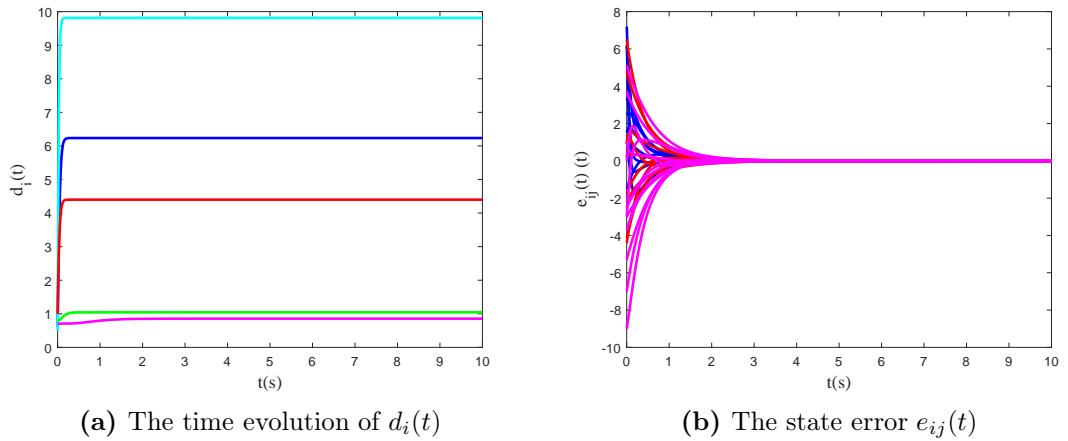 10
9
8
7
6
5
4
3
2
1
0
d_i(t)
0 1 2 3 4 5 6 7 8 9 10
t(s)
(a) The time evolution of d_i(t)
8
6
4
2
0
-2
-4
-6
-8
-10
e_ij(t) (t)
0 1 2 3 4 5 6 7 8 9 10
t(s)
(b) The state error e_ij(t)